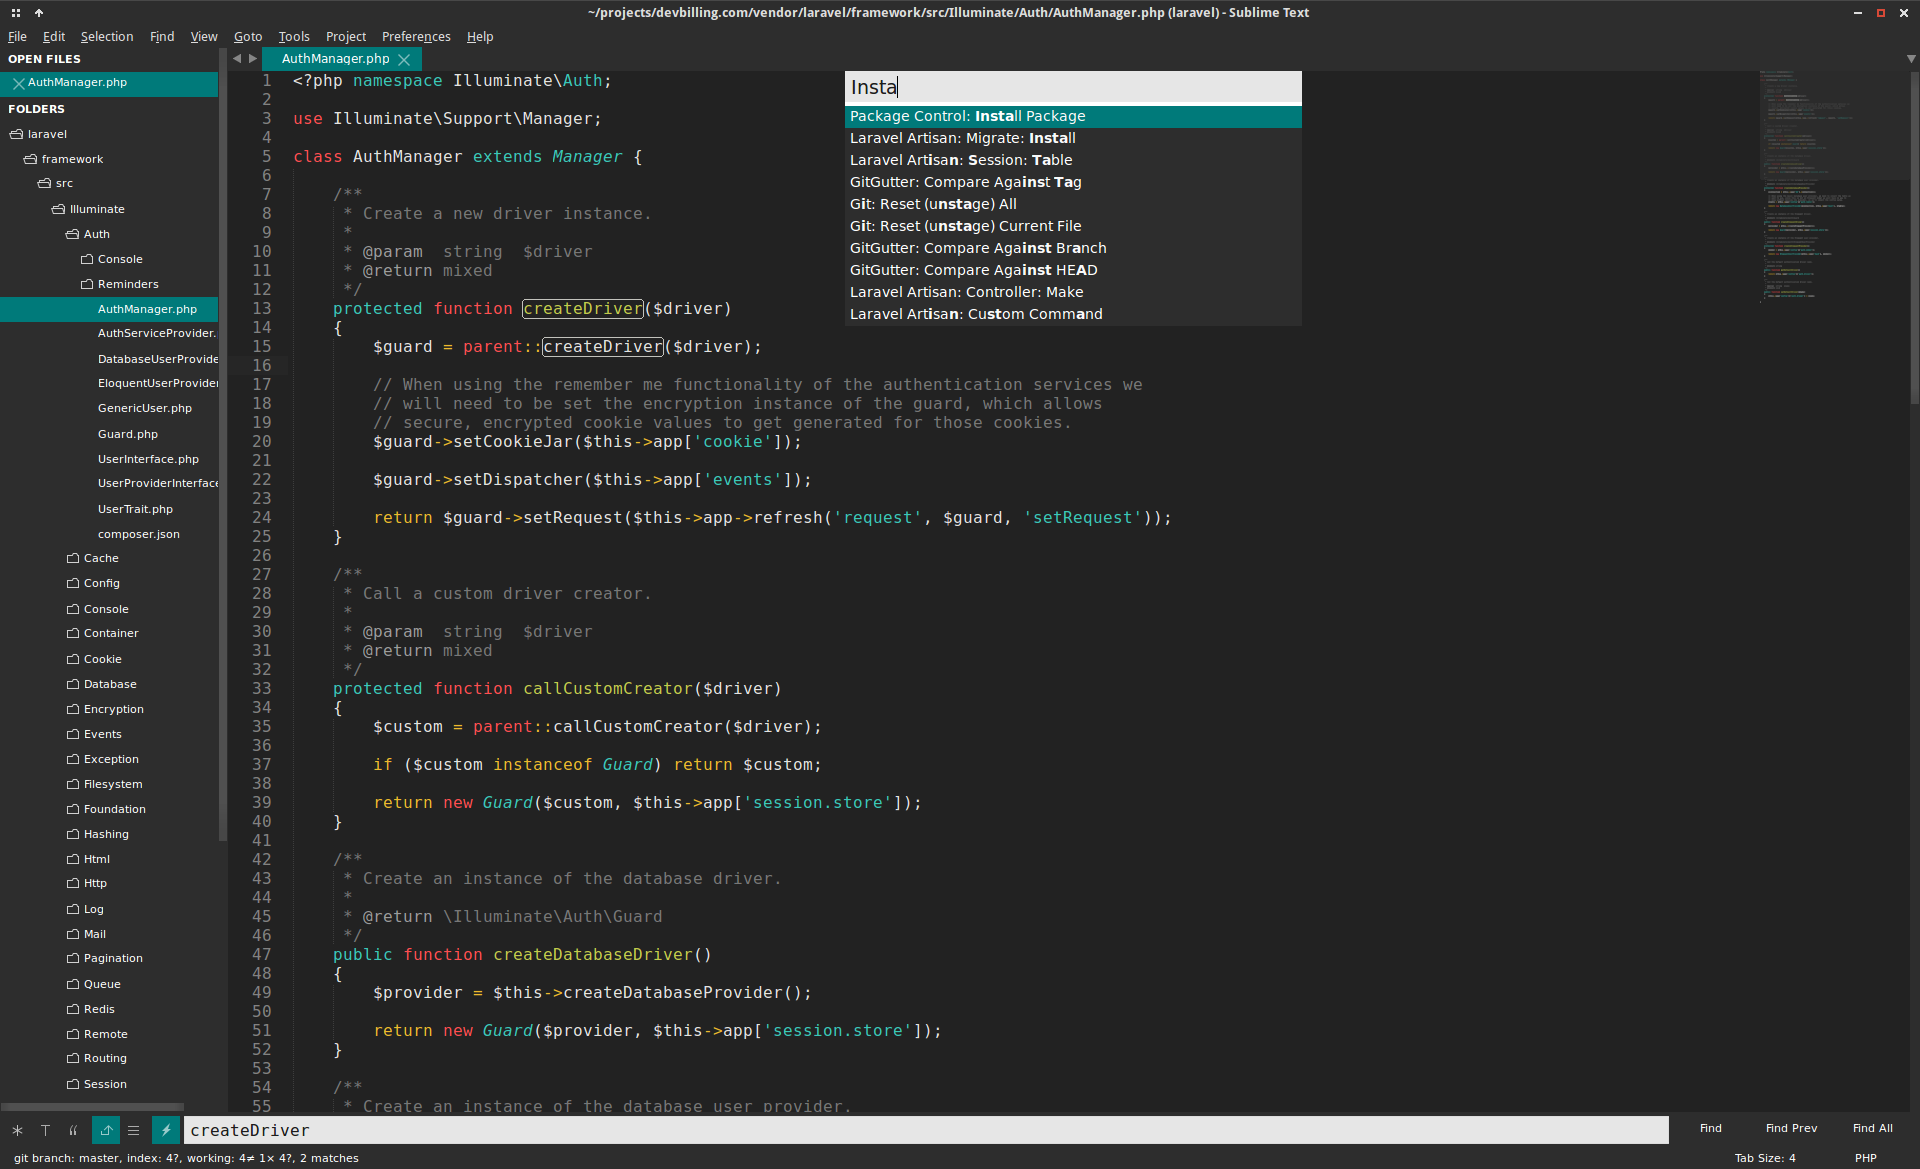 ~/projects/devbilling.com/vendor/laravel/framework/src/Illuminate/Auth/AuthManager.php (laravel) - Sublime Text
File Edit Selection Find View Goto Tools Project Preferences Help
OPEN FILES
AuthManager.php
FOLDERS
laravel
framework
src
Illuminate
Auth
Console
Reminders
AuthManager.php
AuthServiceProvider.
DatabaseUserProvide
EloquentUserProvider
GenericUser.php
Guard.php
UserInterface.php
UserProviderInterface
UserTrait.php
composer.json
Cache
Config
Console
Container
Cookie
Database
Encryption
Events
Exception
Filesystem
Foundation
Hashing
Html
Http
Log
Mail
Pagination
Queue
Redis
Remote
Routing
Session
AuthManager.php
1 <?php namespace Illuminate\Auth;
2
3 use Illuminate\Support\Manager;
4
5 class AuthManager extends Manager {
6
7 /**
8 * Create a new driver instance.
9 *
10 * @param  string  $driver
11 * @return mixed
12 */
13 protected function createDriver($driver)
14 {
15 $guard = parent::createDriver($driver);
16
17 // When using the remember me functionality of the authentication services we
18 // will need to be set the encryption instance of the guard, which allows
19 // secure, encrypted cookie values to get generated for those cookies.
20 $guard->setCookieJar($this->app['cookie']);
21
22 $guard->setDispatcher($this->app['events']);
23
24 return $guard->setRequest($this->app->refresh('request', $guard, 'setRequest'));
25 }
26
27 /**
28 * Call a custom driver creator.
29 *
30 * @param  string  $driver
31 * @return mixed
32 */
33 protected function callCustomCreator($driver)
34 {
35 $custom = parent::callCustomCreator($driver);
36
37 if ($custom instanceof Guard) return $custom;
38
39 return new Guard($custom, $this->app['session.store']);
40 }
41
42 /**
43 * Create an instance of the database driver.
44 *
45 * @return \Illuminate\Auth\Guard
46 */
47 public function createDatabaseDriver()
48 {
49 $provider = $this->createDatabaseProvider();
50
51 return new Guard($provider, $this->app['session.store']);
52 }
53
54 /**
55 * Create an instance of the database user provider.
Insta
Package Control: Install Package
Laravel Artisan: Migrate: Install
Laravel Artisan: Session: Table
GitGutter: Compare Against Tag
Git: Reset (unstage) All
Git: Reset (unstage) Current File
GitGutter: Compare Against Branch
GitGutter: Compare Against HEAD
Laravel Artisan: Controller: Make
Laravel Artisan: Custom Command
createDriver
Find Find Prev Find All
git branch: master, index: 4?, working: 4≠ 1× 4?, 2 matches
Tab Size: 4 PHP